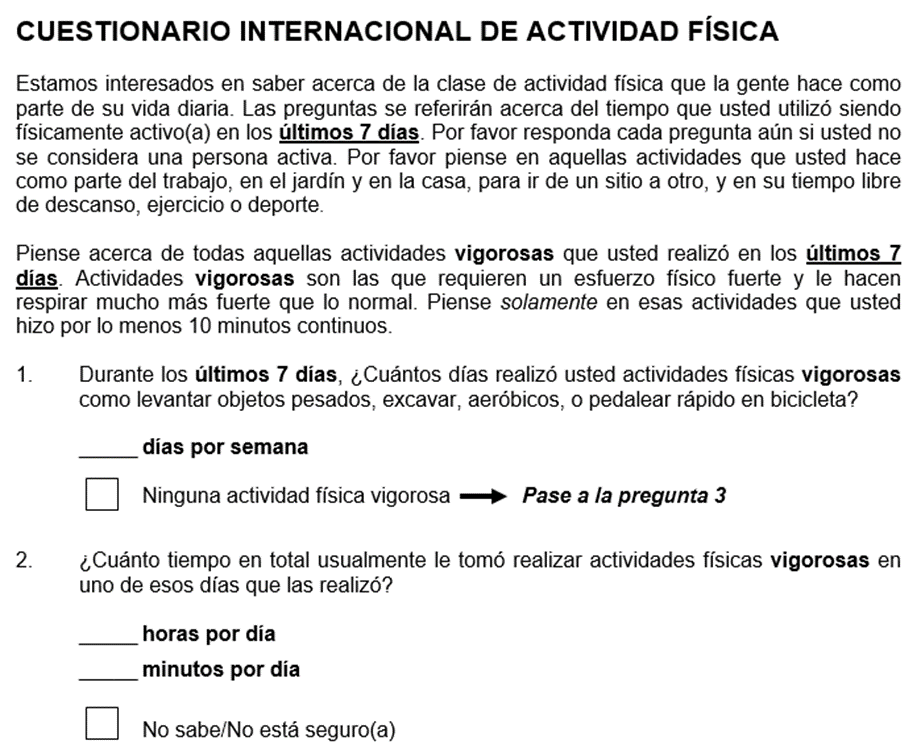 CUESTIONARIO INTERNACIONAL DE ACTIVIDAD FÍSICA
Estamos interesados en saber acerca de la clase de actividad física que la gente hace como
parte de su vida diaria. Las preguntas se referirán acerca del tiempo que usted utilizó siendo
físicamente activo(a) en los últimos 7 días. Por favor responda cada pregunta aún si usted no
se considera una persona activa. Por favor piense en aquellas actividades que usted hace
como parte del trabajo, en el jardín y en la casa, para ir de un sitio a otro, y en su tiempo libre
de descanso, ejercicio o deporte.
Piense acerca de todas aquellas actividades vigorosas que usted realizó en los últimos 7
días. Actividades vigorosas son las que requieren un esfuerzo físico fuerte y le hacen
respirar mucho más fuerte que lo normal. Piense solamente en esas actividades que usted
hizo por lo menos 10 minutos continuos.
1. Durante los últimos 7 días, ¿Cuántos días realizó usted actividades físicas vigorosas
como levantar objetos pesados, excavar, aeróbicos, o pedalear rápido en bicicleta?
_____ días por semana
Ninguna actividad física vigorosa Pase a la pregunta 3
2. ¿Cuánto tiempo en total usualmente le tomó realizar actividades físicas vigorosas en
uno de esos días que las realizó?
_____ horas por día
_____ minutos por día
No sabe/No está seguro(a)